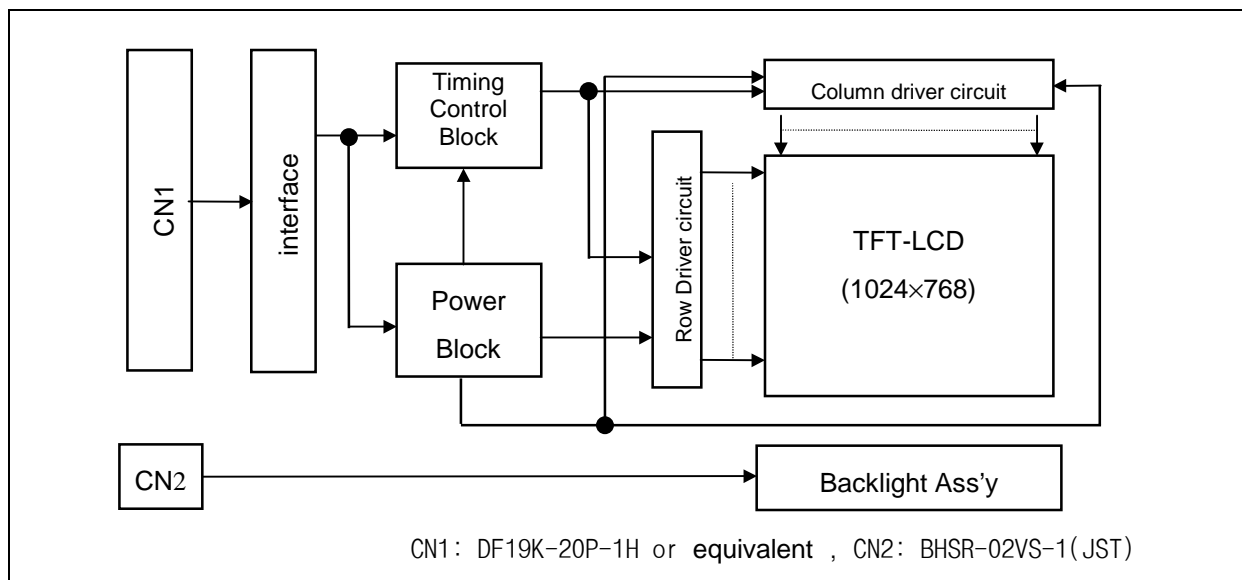 CN1
interface
Timing
Control
Block
Power
Block
Row Driver circuit
Column driver circuit
TFT-LCD
(1024×768)
CN2
Backlight Ass'y
CN1: DF19K-20P-1H or equivalent , CN2: BHSR-02VS-1(JST)